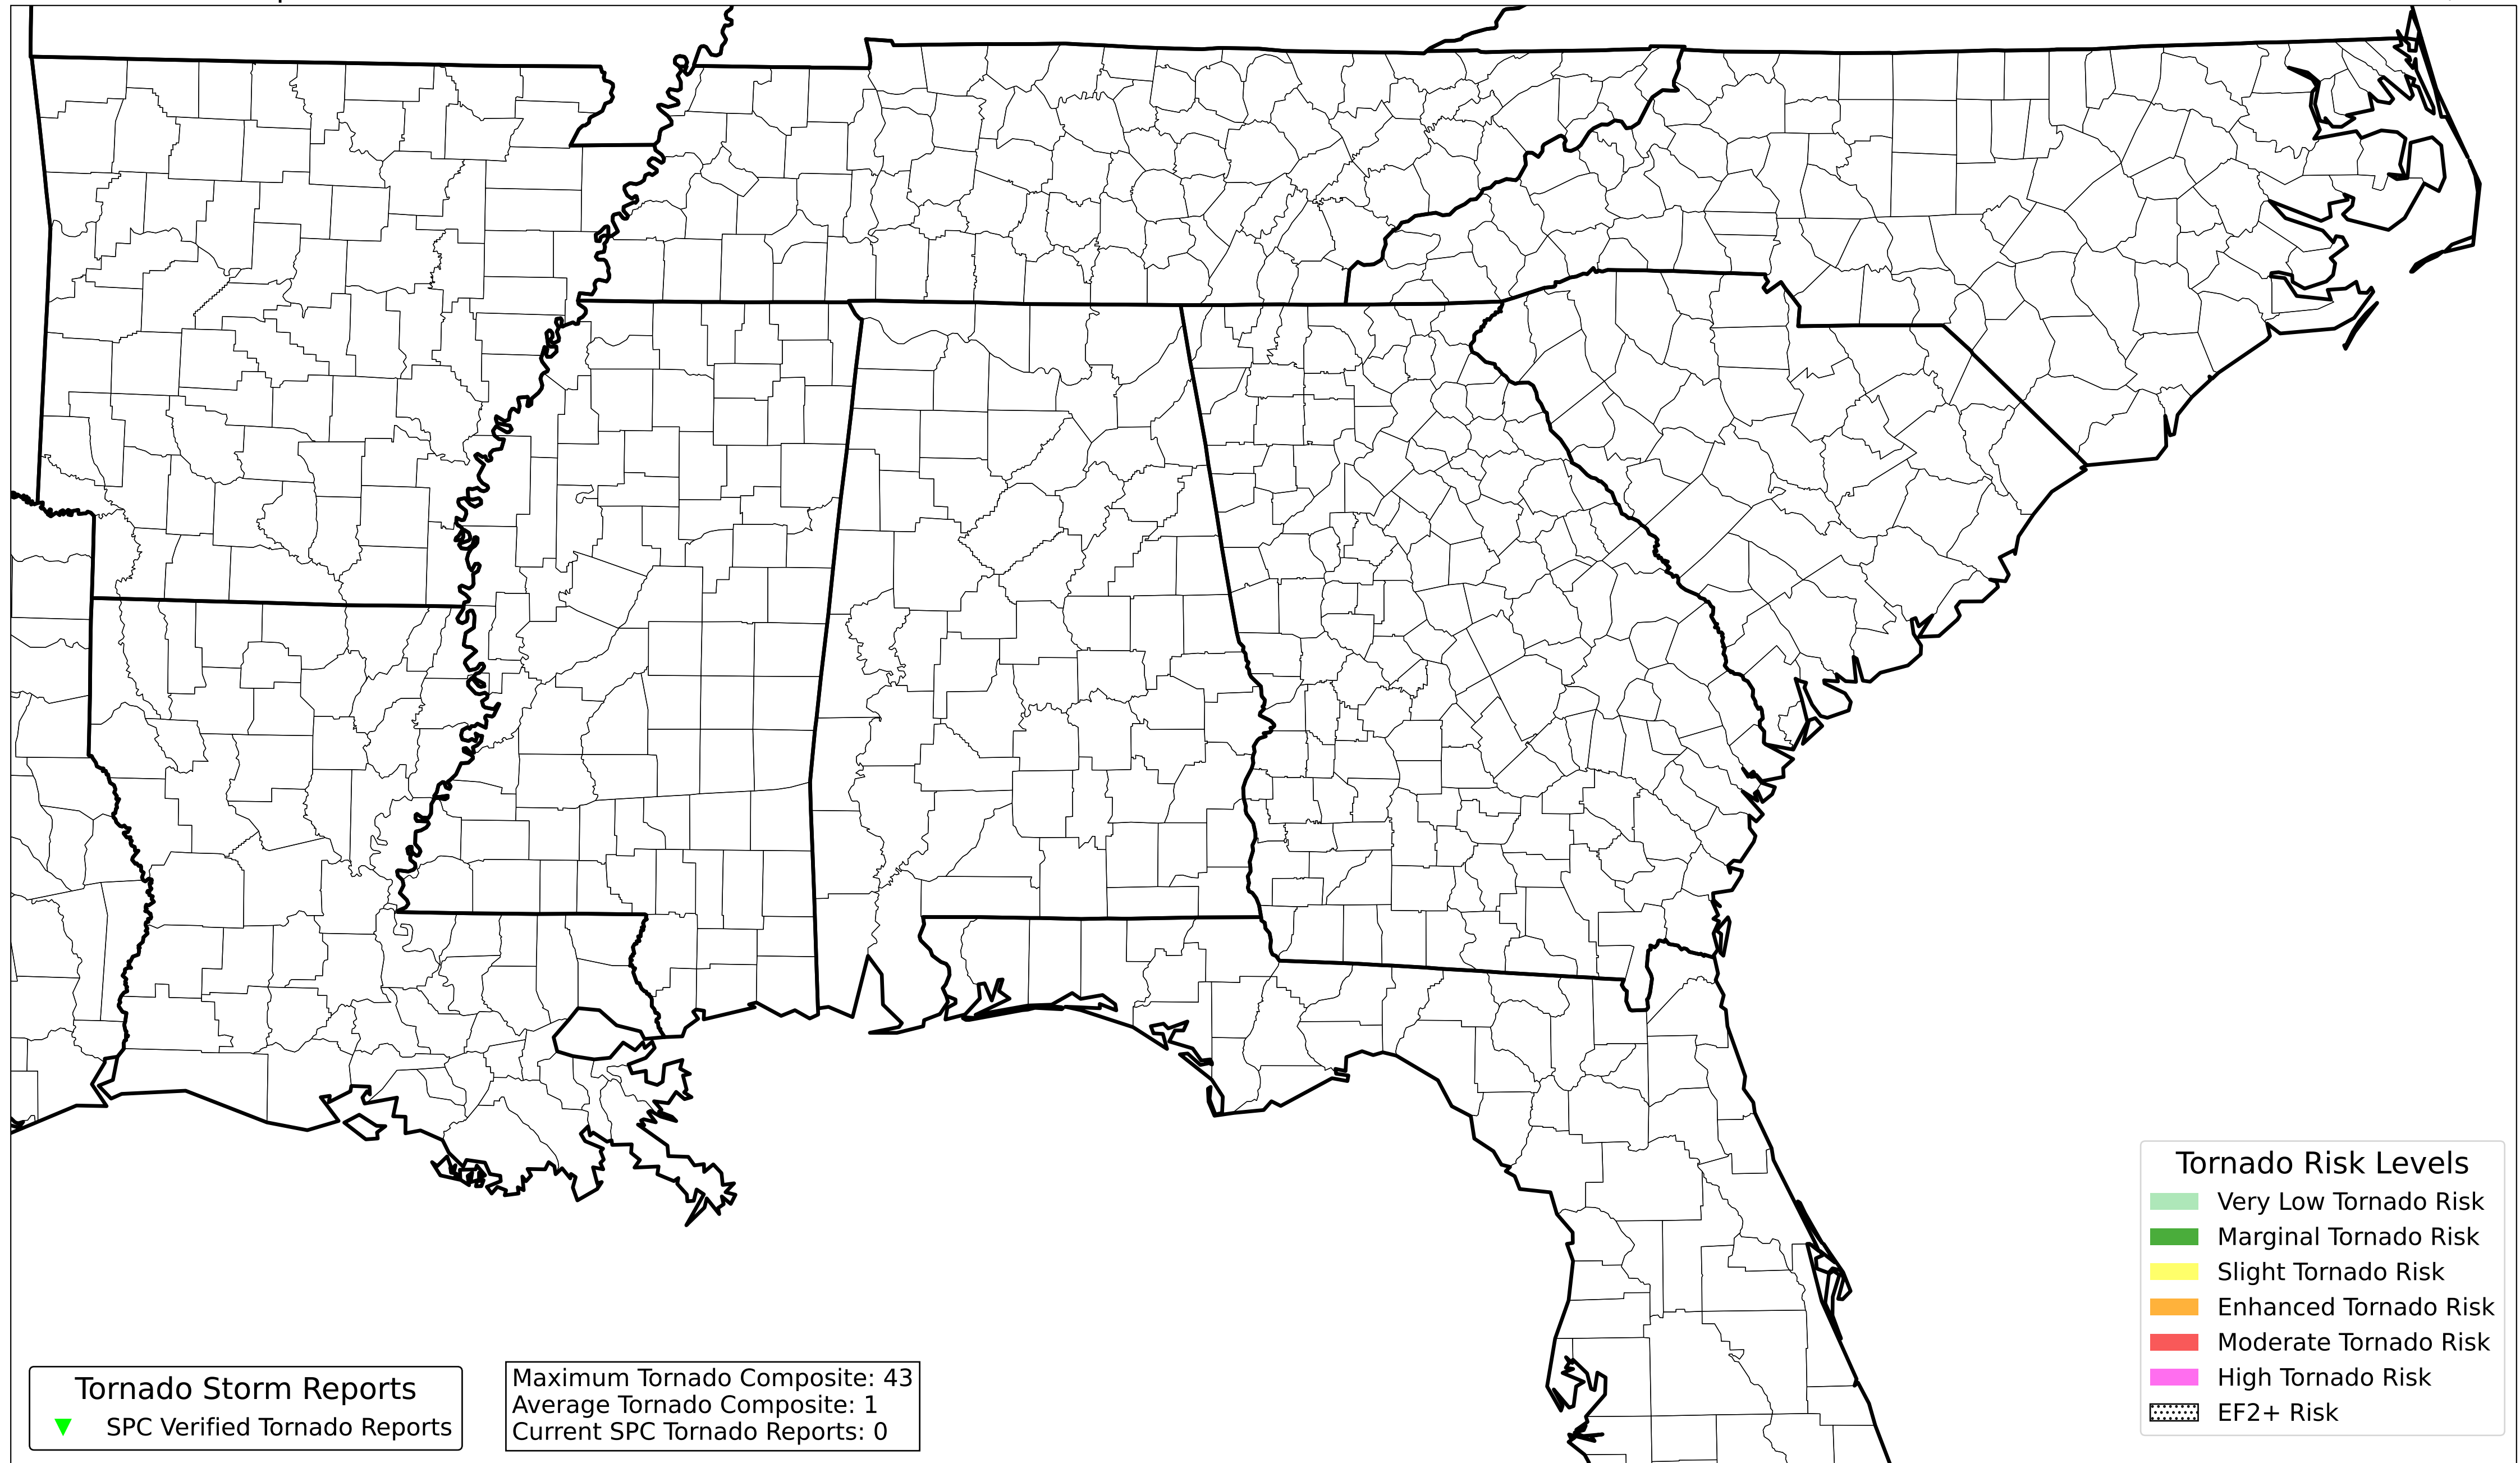 Tornado Risk Levels
Very Low Tornado Risk
Marginal Tornado Risk
Slight Tornado Risk
Enhanced Tornado Risk
Moderate Tornado Risk
High Tornado Risk
EF2+ Risk
Tornado Storm Reports
SPC Verified Tornado Reports
Maximum Tornado Composite: 43
Average Tornado Composite: 1
Current SPC Tornado Reports: 0